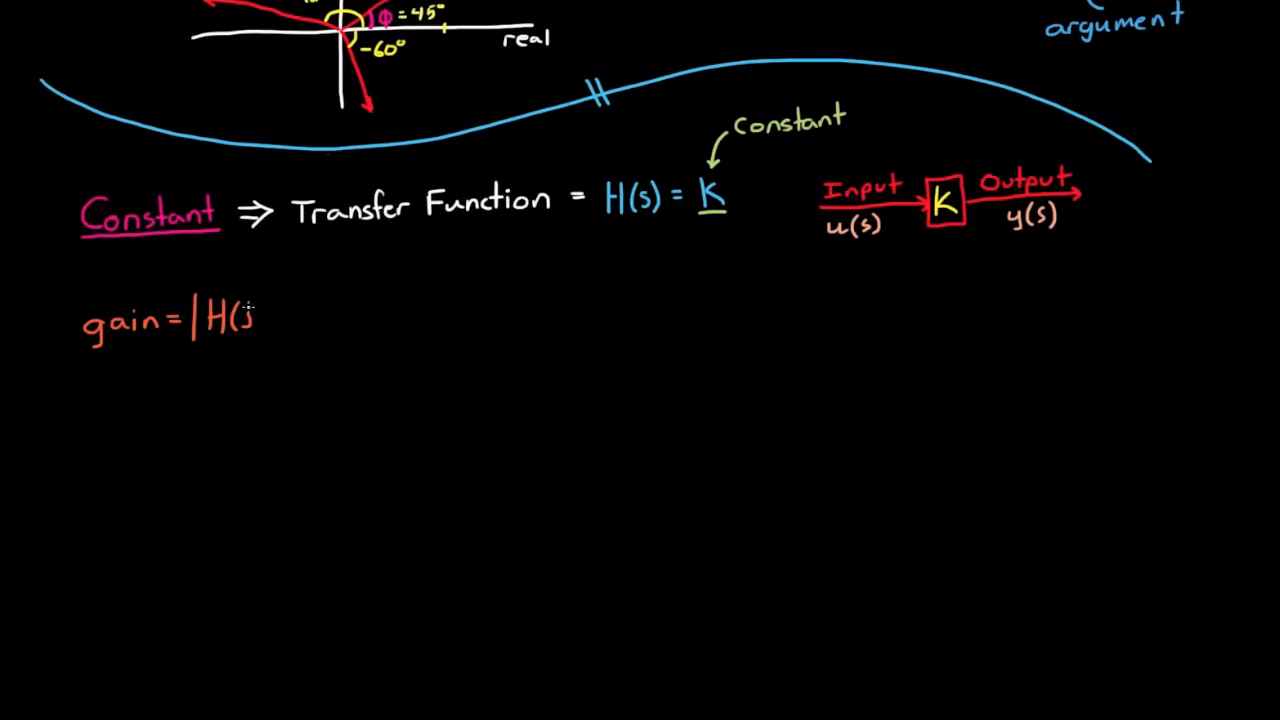 Φ = 45°
-60°
real
argument
Constant
Constant ⇒ Transfer Function = H(s) = K
Input
u(s)
K
Output
y(s)
gain = |H(j